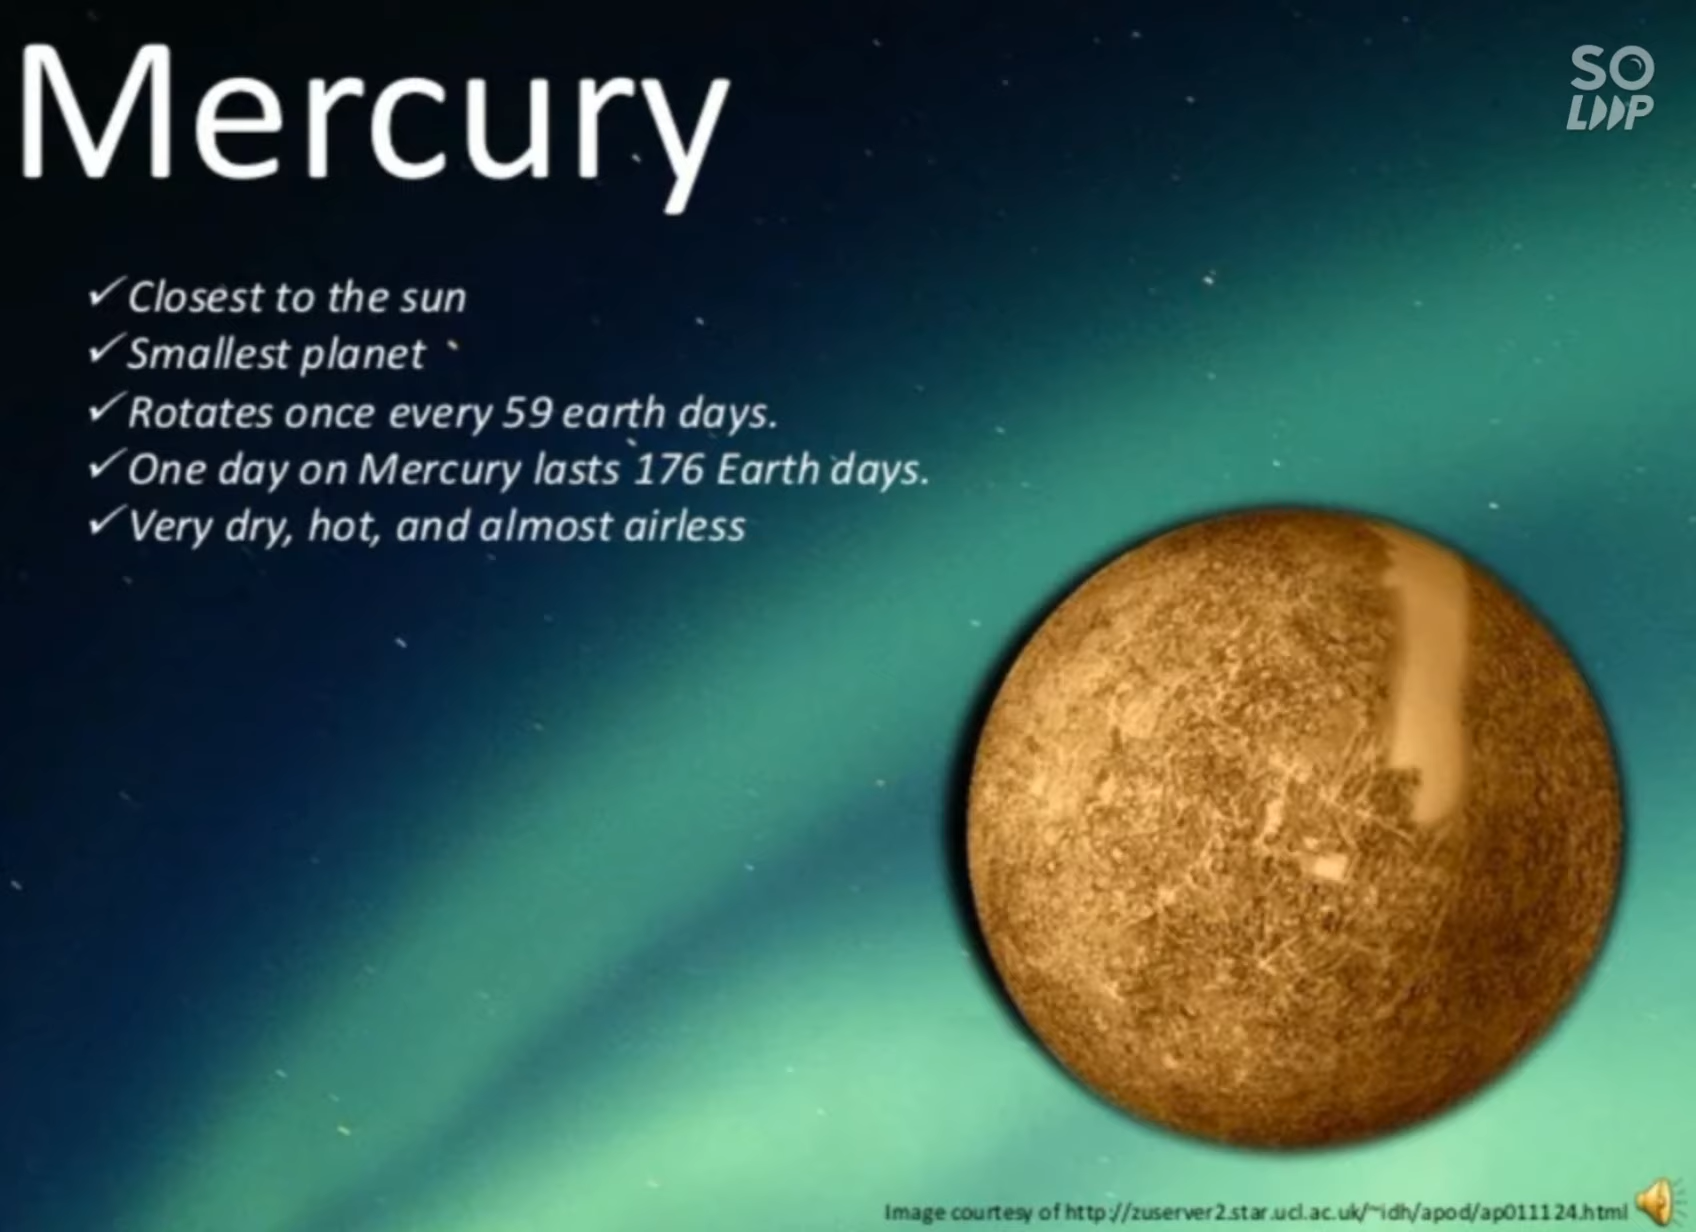 Mercury
SO
LOOP
✓Closest to the sun
✓Smallest planet
✓Rotates once every 59 earth days.
✓One day on Mercury lasts 176 Earth days.
✓Very dry, hot, and almost airless
Image courtesy of http://zuserver2.star.ucl.ac.uk/~idh/apod/ap011124.html